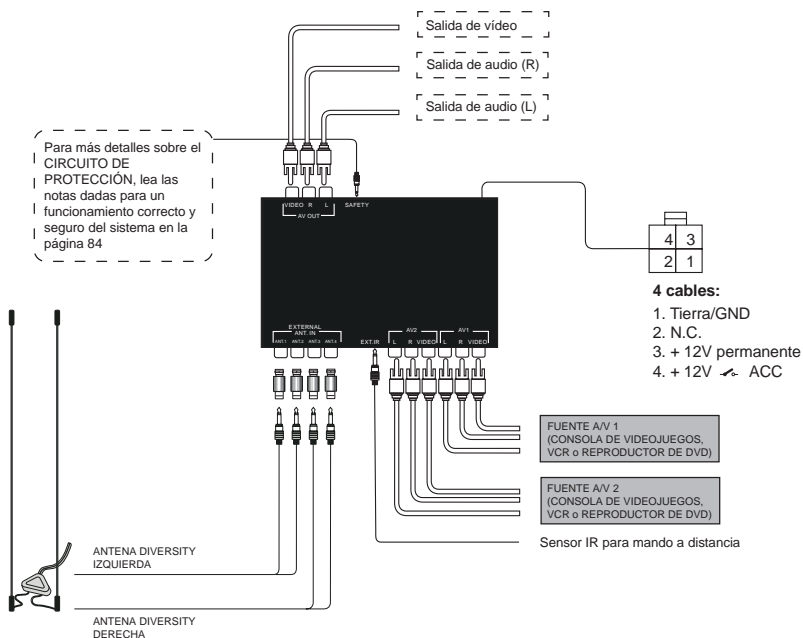 Salida de vídeo
Salida de audio (R)
Salida de audio (L)
Para más detalles sobre el
CIRCUITO DE
PROTECCIÓN, lea las
notas dadas para un
funcionamiento correcto y
seguro del sistema en la
página 84
VIDEO R L SAFETY
AV OUT
4 3
2 1
4 cables:
1. Tierra/GND
2. N.C.
3. + 12V permanente
4. + 12V ACC
EXTERNAL
ANT. IN
ANT.1 ANT.2 ANT.3 ANT.4
EXT.IR
AV2 AV1
L R VIDEO L R VIDEO
FUENTE A/V 1
(CONSOLA DE VIDEOJUEGOS,
VCR o REPRODUCTOR DE DVD)
FUENTE A/V 2
(CONSOLA DE VIDEOJUEGOS,
VCR o REPRODUCTOR DE DVD)
Sensor IR para mando a distancia
ANTENA DIVERSITY
IZQUIERDA
ANTENA DIVERSITY
DERECHA